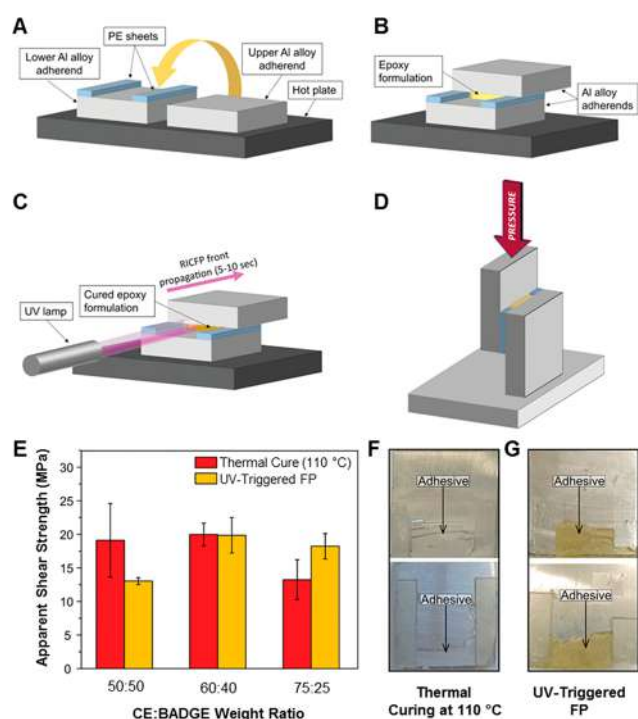 A
PE sheets
Lower Al alloy
adherend
Upper Al alloy
adherend
Hot plate
B
Epoxy
formulation
Al alloy
adherends
C
RICFP front
propagation (5-10 sec)
Cured epoxy
formulation
UV lamp
D
PRESSURE
E
Apparent Shear Strength (MPa)
30
25
20
15
10
5
0
Thermal Cure (110 °C)
UV-Triggered FP
50:50
60:40
75:25
CE:BADGE Weight Ratio
F
Adhesive
Adhesive
Thermal
Curing at 110 °C
G
Adhesive
Adhesive
UV-Triggered
FP